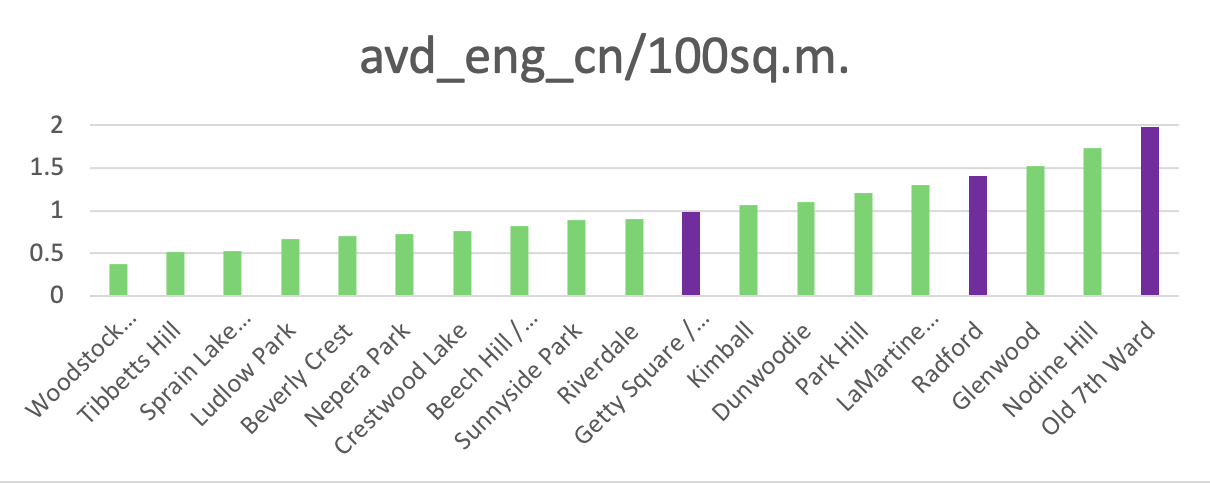 avd_eng_cn/100sq.m.
2
1.5
1
0.5
0
Woodstock...
Tibbetts Hill
Sprain Lake...
Ludlow Park
Beverly Crest
Nepera Park
Crestwood Lake
Beech Hill /...
Sunnyside Park
Riverdale
Getty Square /...
Kimball
Dunwoodie
Park Hill
LaMartine...
Radford
Glenwood
Nodine Hill
Old 7th Ward